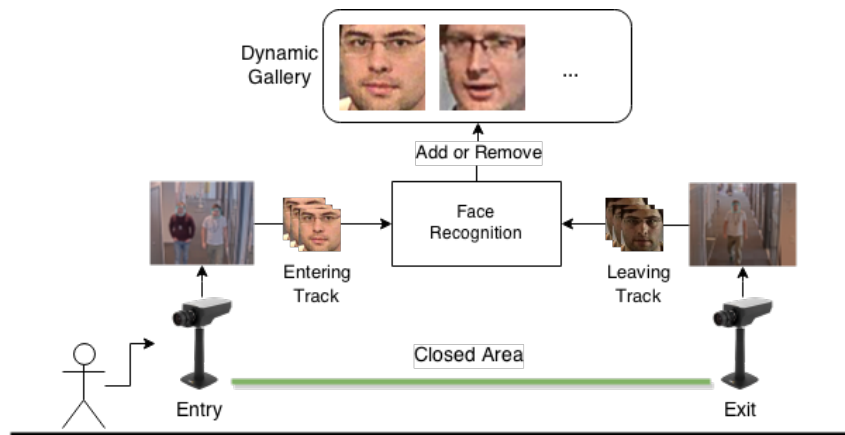 Dynamic
Gallery
...
Add or Remove
Face
Recognition
Entering
Track
Leaving
Track
Closed Area
Entry
Exit